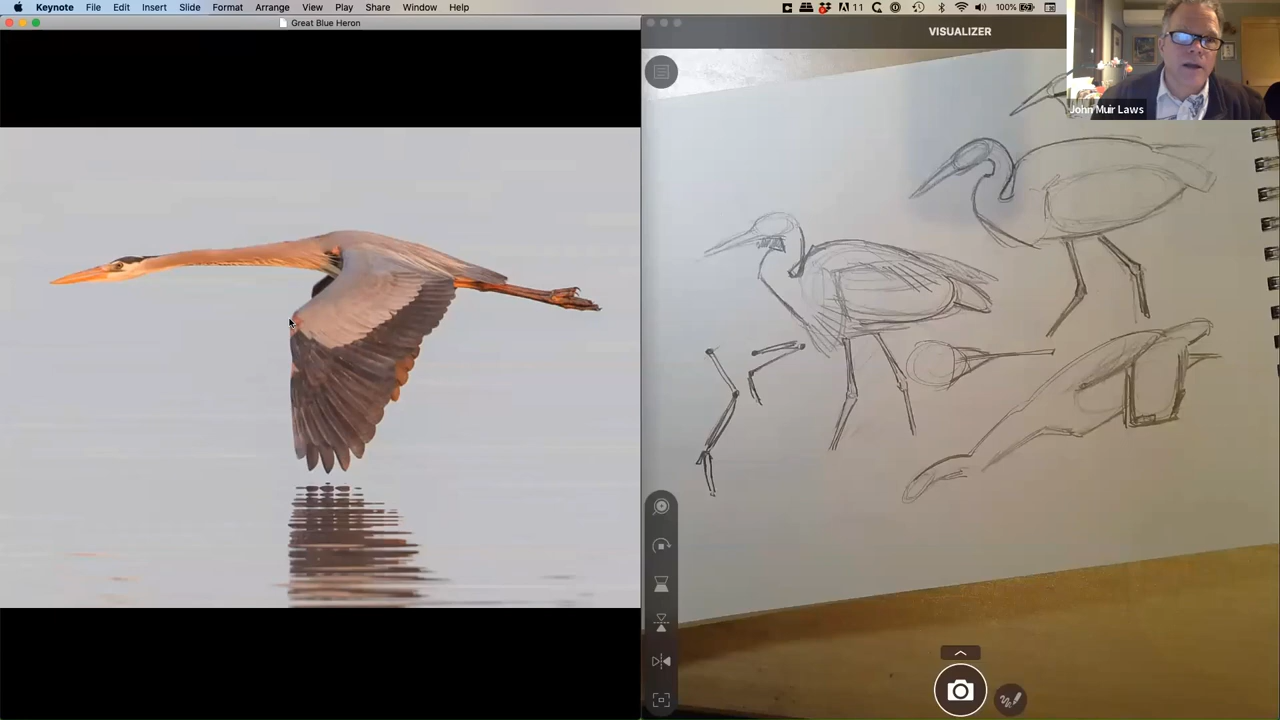 Keynote File Edit Insert Slide Format Arrange View Play Share Window Help 11 100%
Great Blue Heron
VISUALIZER
John Muir Laws